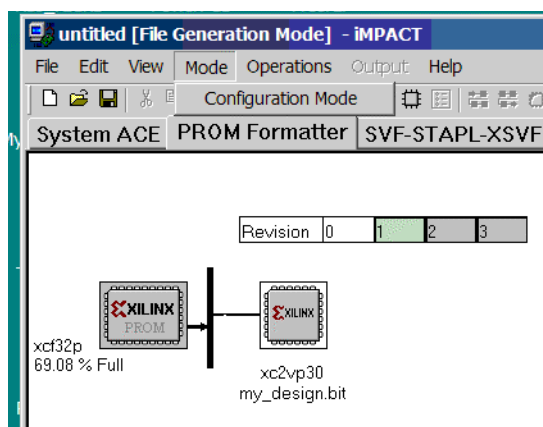 untitled [File Generation Mode] - iMPACT
File Edit View Mode Operations Output Help
Configuration Mode
System ACE PROM Formatter SVF-STAPL-XSVF
Revision 0 1 2 3
XILINX XILINX
PROM
xcf32p
69.08 % Full
xc2vp30
my_design.bit